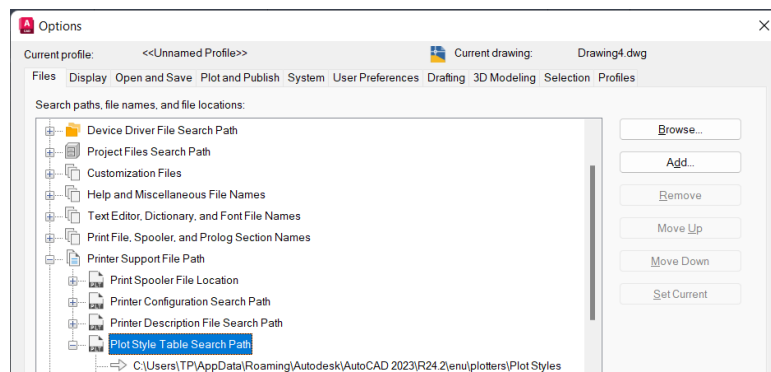 Options
Current profile: <<Unnamed Profile>> Current drawing: Drawing4.dwg
Files Display Open and Save Plot and Publish System User Preferences Drafting 3D Modeling Selection Profiles
Search paths, file names, and file locations:
Device Driver File Search Path
Browse...
Project Files Search Path
Add...
Customization Files
Help and Miscellaneous File Names
Remove
Text Editor, Dictionary, and Font File Names
Move Up
Print File, Spooler, and Prolog Section Names
Printer Support File Path
Move Down
Print Spooler File Location
Set Current
Printer Configuration Search Path
Printer Description File Search Path
Plot Style Table Search Path
C:\Users\TP\AppData\Roaming\Autodesk\AutoCAD 2023\R24.2\enu\plotters\Plot Styles